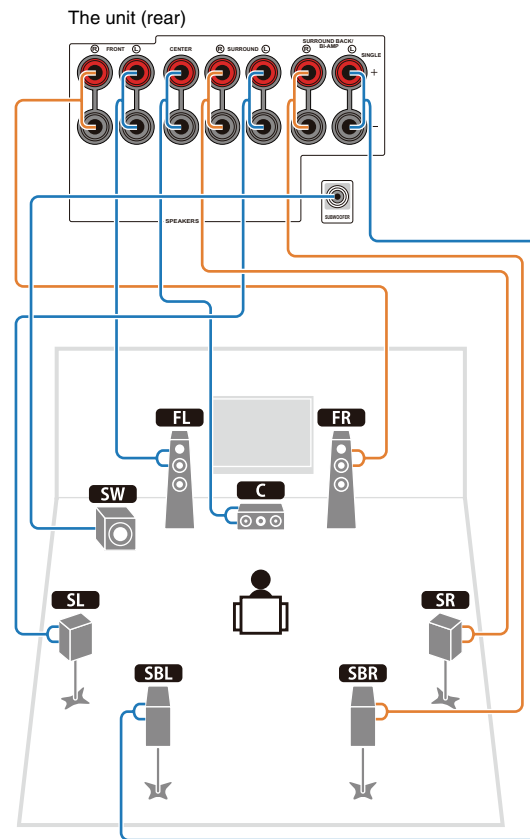 The unit (rear)
SURROUND BACK/
BI-AMP
R FRONT L CENTER R SURROUND L R L
SINGLE
+
-
SUBWOOFER
SPEAKERS
FL FR
SW C
SL SR
SBL SBR